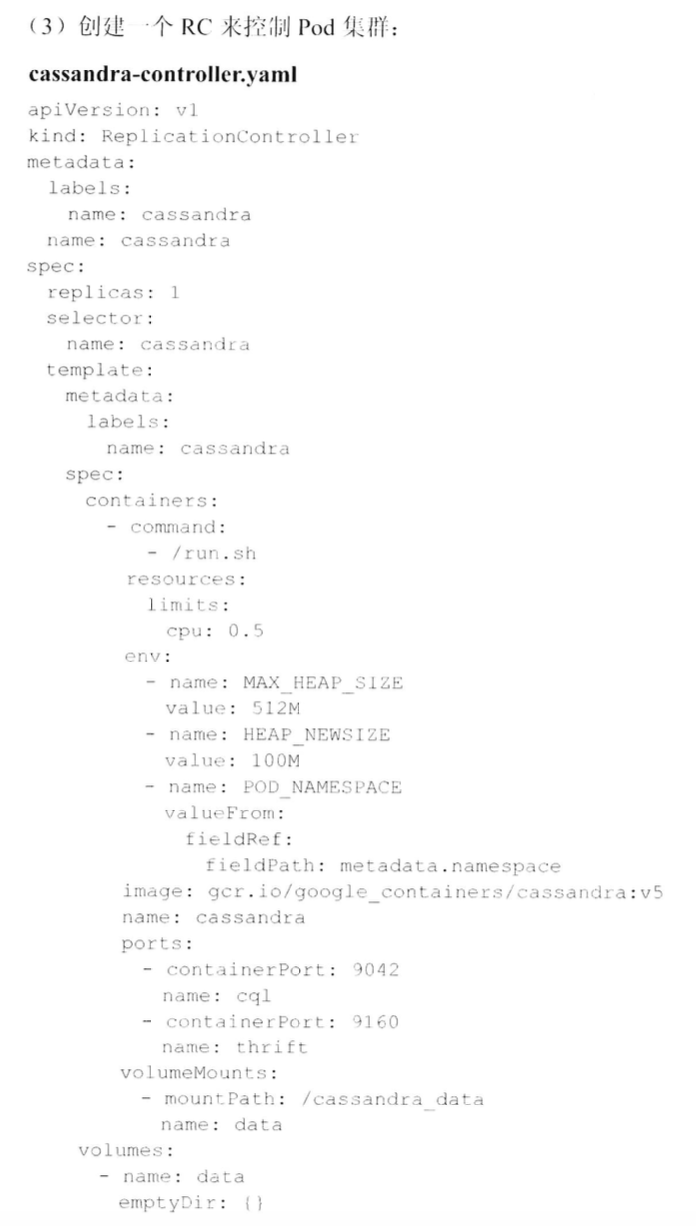 （3）创建一个 RC 来控制 Pod 集群：
cassandra-controller.yaml
apiVersion: v1
kind: ReplicationController
metadata:
  labels:
    name: cassandra
  name: cassandra
spec:
  replicas: 1
  selector:
    name: cassandra
  template:
    metadata:
      labels:
        name: cassandra
    spec:
      containers:
        - command:
            - /run.sh
          resources:
            limits:
              cpu: 0.5
          env:
            - name: MAX_HEAP_SIZE
              value: 512M
            - name: HEAP_NEWSIZE
              value: 100M
            - name: POD_NAMESPACE
              valueFrom:
                fieldRef:
                  fieldPath: metadata.namespace
          image: gcr.io/google_containers/cassandra:v5
          name: cassandra
          ports:
            - containerPort: 9042
              name: cql
            - containerPort: 9160
              name: thrift
          volumeMounts:
            - mountPath: /cassandra_data
              name: data
      volumes:
        - name: data
          emptyDir: {}